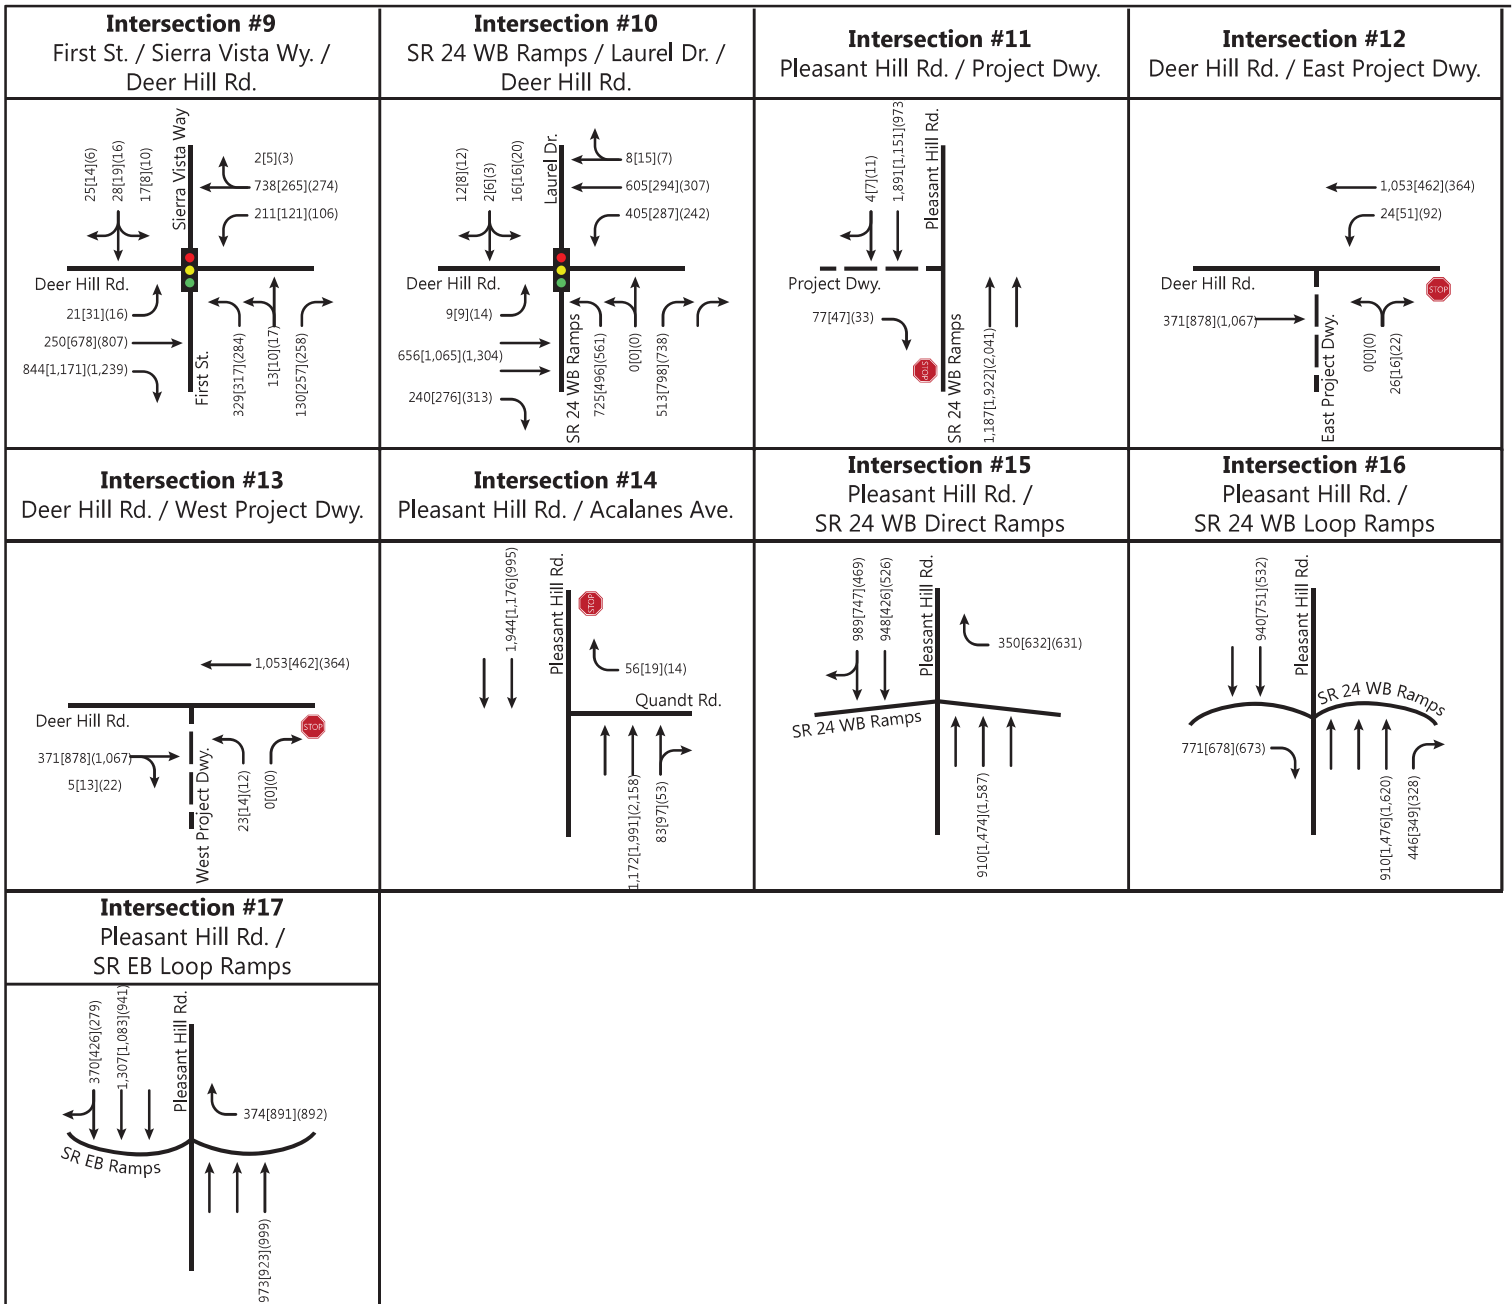 Intersection #9
First St. / Sierra Vista Wy. /
Deer Hill Rd.
25[14](6)
28[19](16)
17[8](10)
Sierra Vista Way
2[5](3)
738[265](274)
211[121](106)
Deer Hill Rd.
21[31](16)
250[678](807)
844[1,171](1,239)
First St.
329[317](284)
13[10](17)
130[257](258)
Intersection #10
SR 24 WB Ramps / Laurel Dr. /
Deer Hill Rd.
12[8](12)
2[6](3)
16[16](20)
Laurel Dr.
8[15](7)
605[294](307)
405[287](242)
Deer Hill Rd.
9[9](14)
656[1,065](1,304)
240[276](313)
SR 24 WB Ramps
725[496](561)
0[0](0)
513[798](738)
Intersection #11
Pleasant Hill Rd. / Project Dwy.
4[7](11)
1,891[1,151](973
Pleasant Hill Rd.
Project Dwy.
77[47](33)
STOP
SR 24 WB Ramps
1,187[1,922](2,041)
Intersection #12
Deer Hill Rd. / East Project Dwy.
1,053[462](364)
24[51](92)
Deer Hill Rd.
STOP
371[878](1,067)
East Project Dwy.
0[0](0)
26[16](22)
Intersection #13
Deer Hill Rd. / West Project Dwy.
1,053[462](364)
Deer Hill Rd.
STOP
371[878](1,067)
5[13](22)
West Project Dwy.
23[14](12)
0[0](0)
Intersection #14
Pleasant Hill Rd. / Acalanes Ave.
1,944[1,176](995)
Pleasant Hill Rd.
STOP
56[19](14)
Quandt Rd.
1,172[1,991](2,158)
83[97](53)
Intersection #15
Pleasant Hill Rd. /
SR 24 WB Direct Ramps
989[747](469)
948[426](526)
Pleasant Hill Rd.
350[632](631)
SR 24 WB Ramps
910[1,474](1,587)
Intersection #16
Pleasant Hill Rd. /
SR 24 WB Loop Ramps
940[751](532)
Pleasant Hill Rd.
SR 24 WB Ramps
771[678](673)
910[1,476](1,620)
446[349](328)
Intersection #17
Pleasant Hill Rd. /
SR EB Loop Ramps
370[426](279)
1,307[1,083](941)
Pleasant Hill Rd.
374[891](892)
SR EB Ramps
973[923](999)